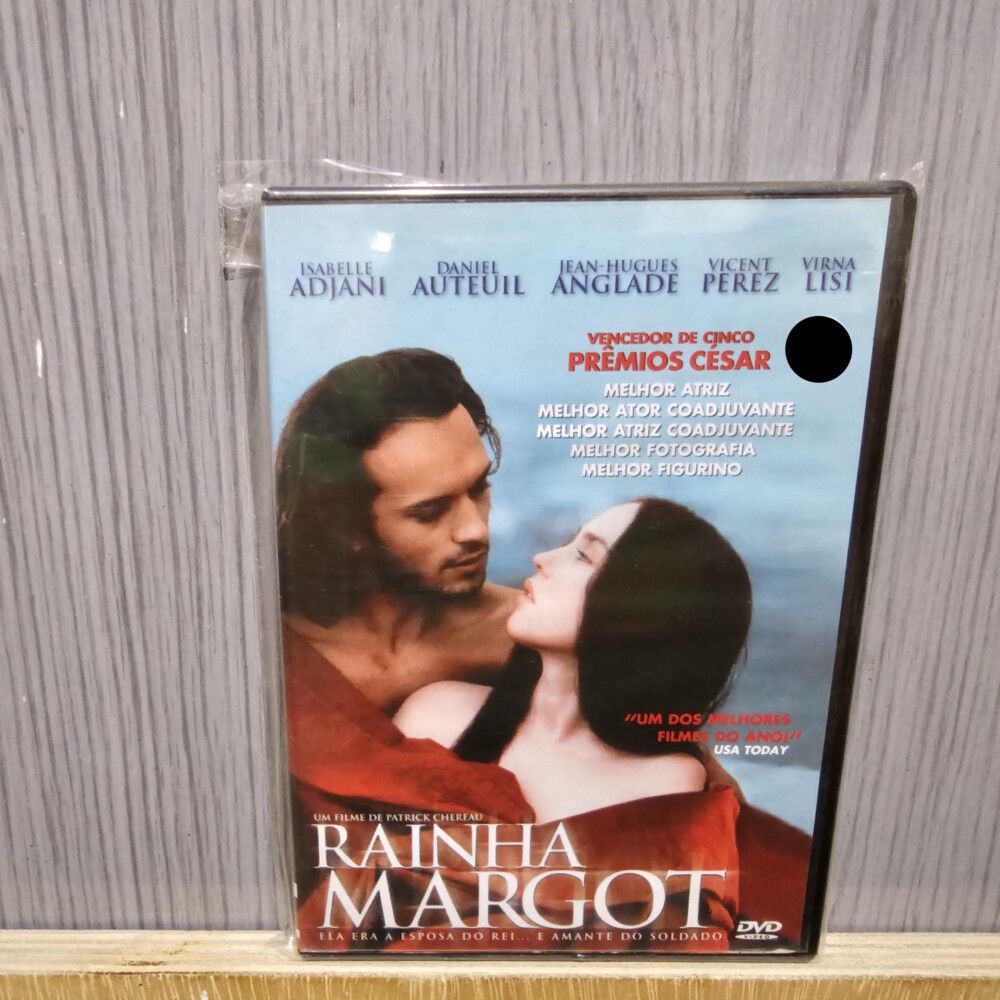 ISABELLE
ADJANI
DANIEL
AUTEUIL
JEAN-HUGUES
ANGLADE
VICENT
PEREZ
VIRNA
LISI
VENCEDOR DE CINCO
PRÊMIOS CÉSAR
MELHOR ATRIZ
MELHOR ATOR COADJUVANTE
MELHOR ATRIZ COADJUVANTE
MELHOR FOTOGRAFIA
MELHOR FIGURINO
"UM DOS MELHORES
FILMES DO ANO!"
USA TODAY
UM FILME DE PATRICK CHEREAU
RAINHA
MARGOT
ELA ERA A ESPOSA DO REI... E AMANTE DO SOLDADO
DVD
VIDEO